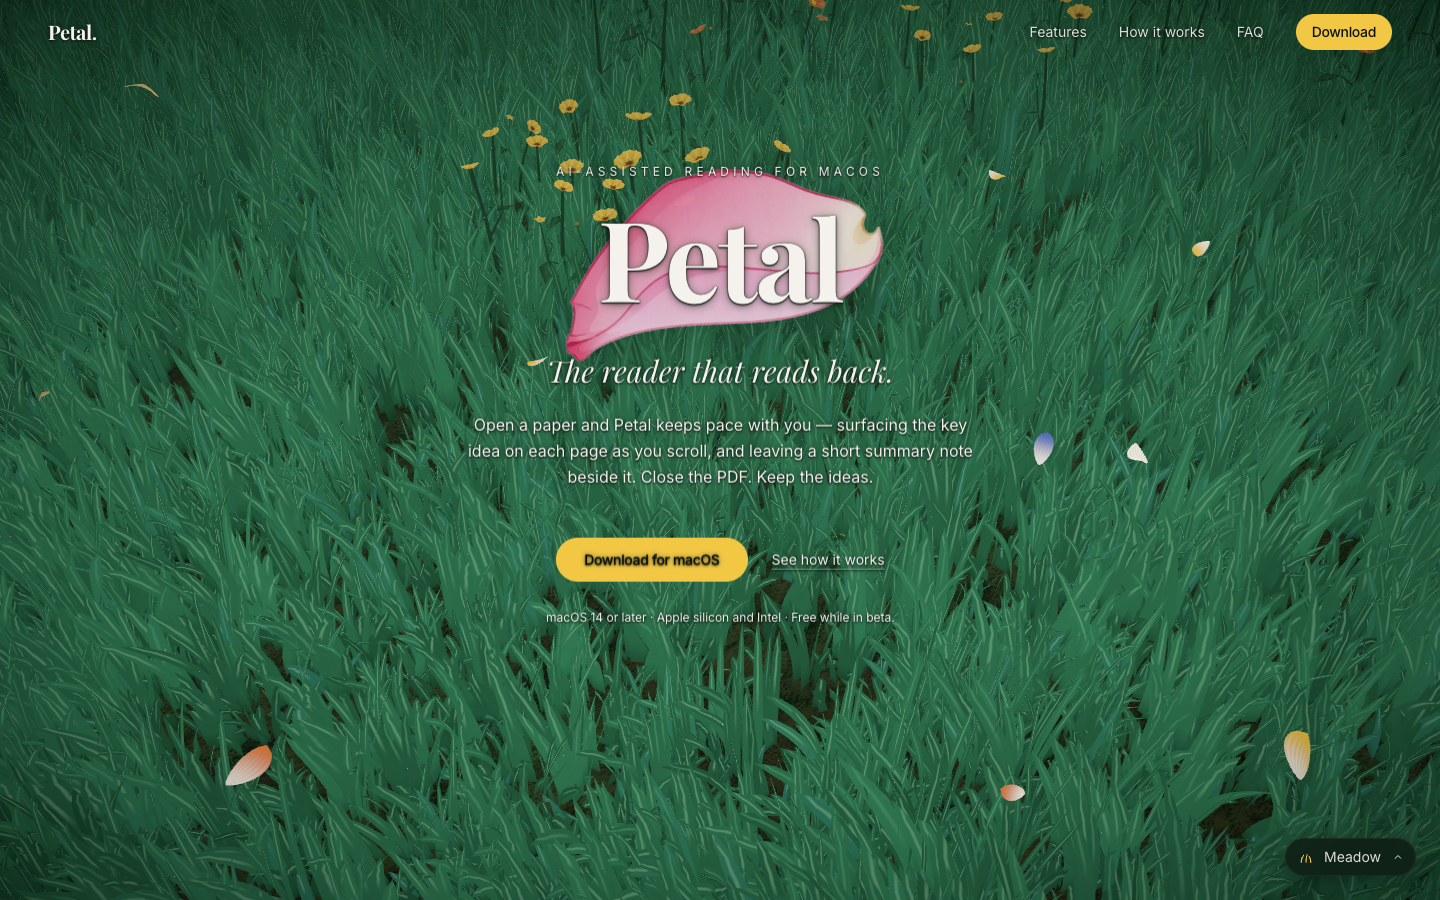 Petal.
Features
How it works
FAQ
Download
AI-ASSISTED READING FOR MACOS
Petal
The reader that reads back.
Open a paper and Petal keeps pace with you — surfacing the key
idea on each page as you scroll, and leaving a short summary note
beside it. Close the PDF. Keep the ideas.
Download for macOS
See how it works
macOS 14 or later · Apple silicon and Intel · Free while in beta.
Meadow